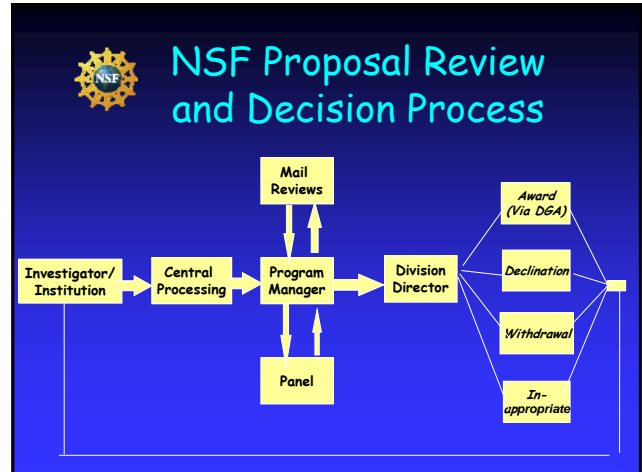 NSF
NSF Proposal Review
and Decision Process
Mail
Reviews
Award
(Via DGA)
Investigator/
Institution
Central
Processing
Program
Manager
Division
Director
Declination
Withdrawal
Panel
In-
appropriate